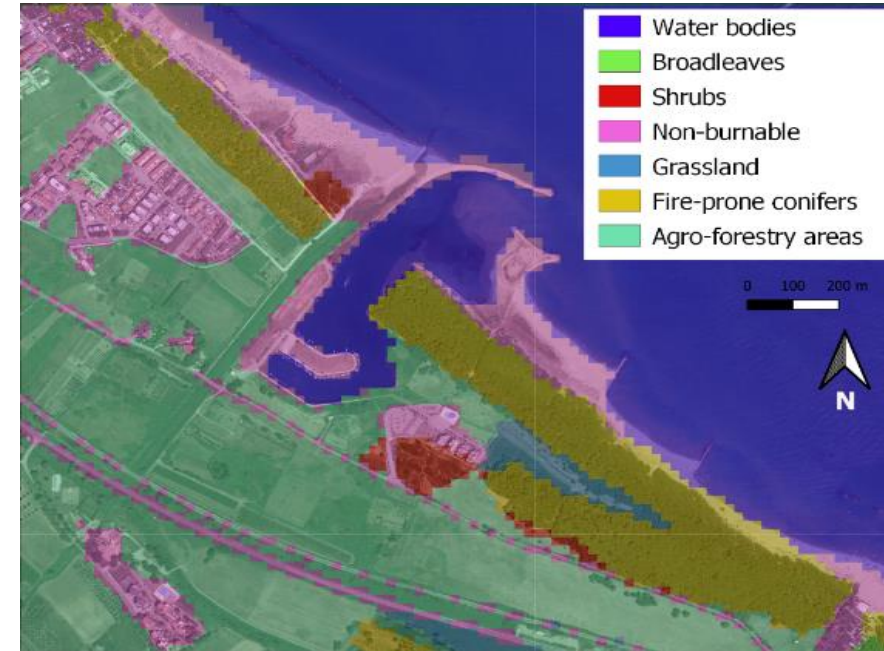 Water bodies
Broadleaves
Shrubs
Non-burnable
Grassland
Fire-prone conifers
Agro-forestry areas
0 100 200 m
N